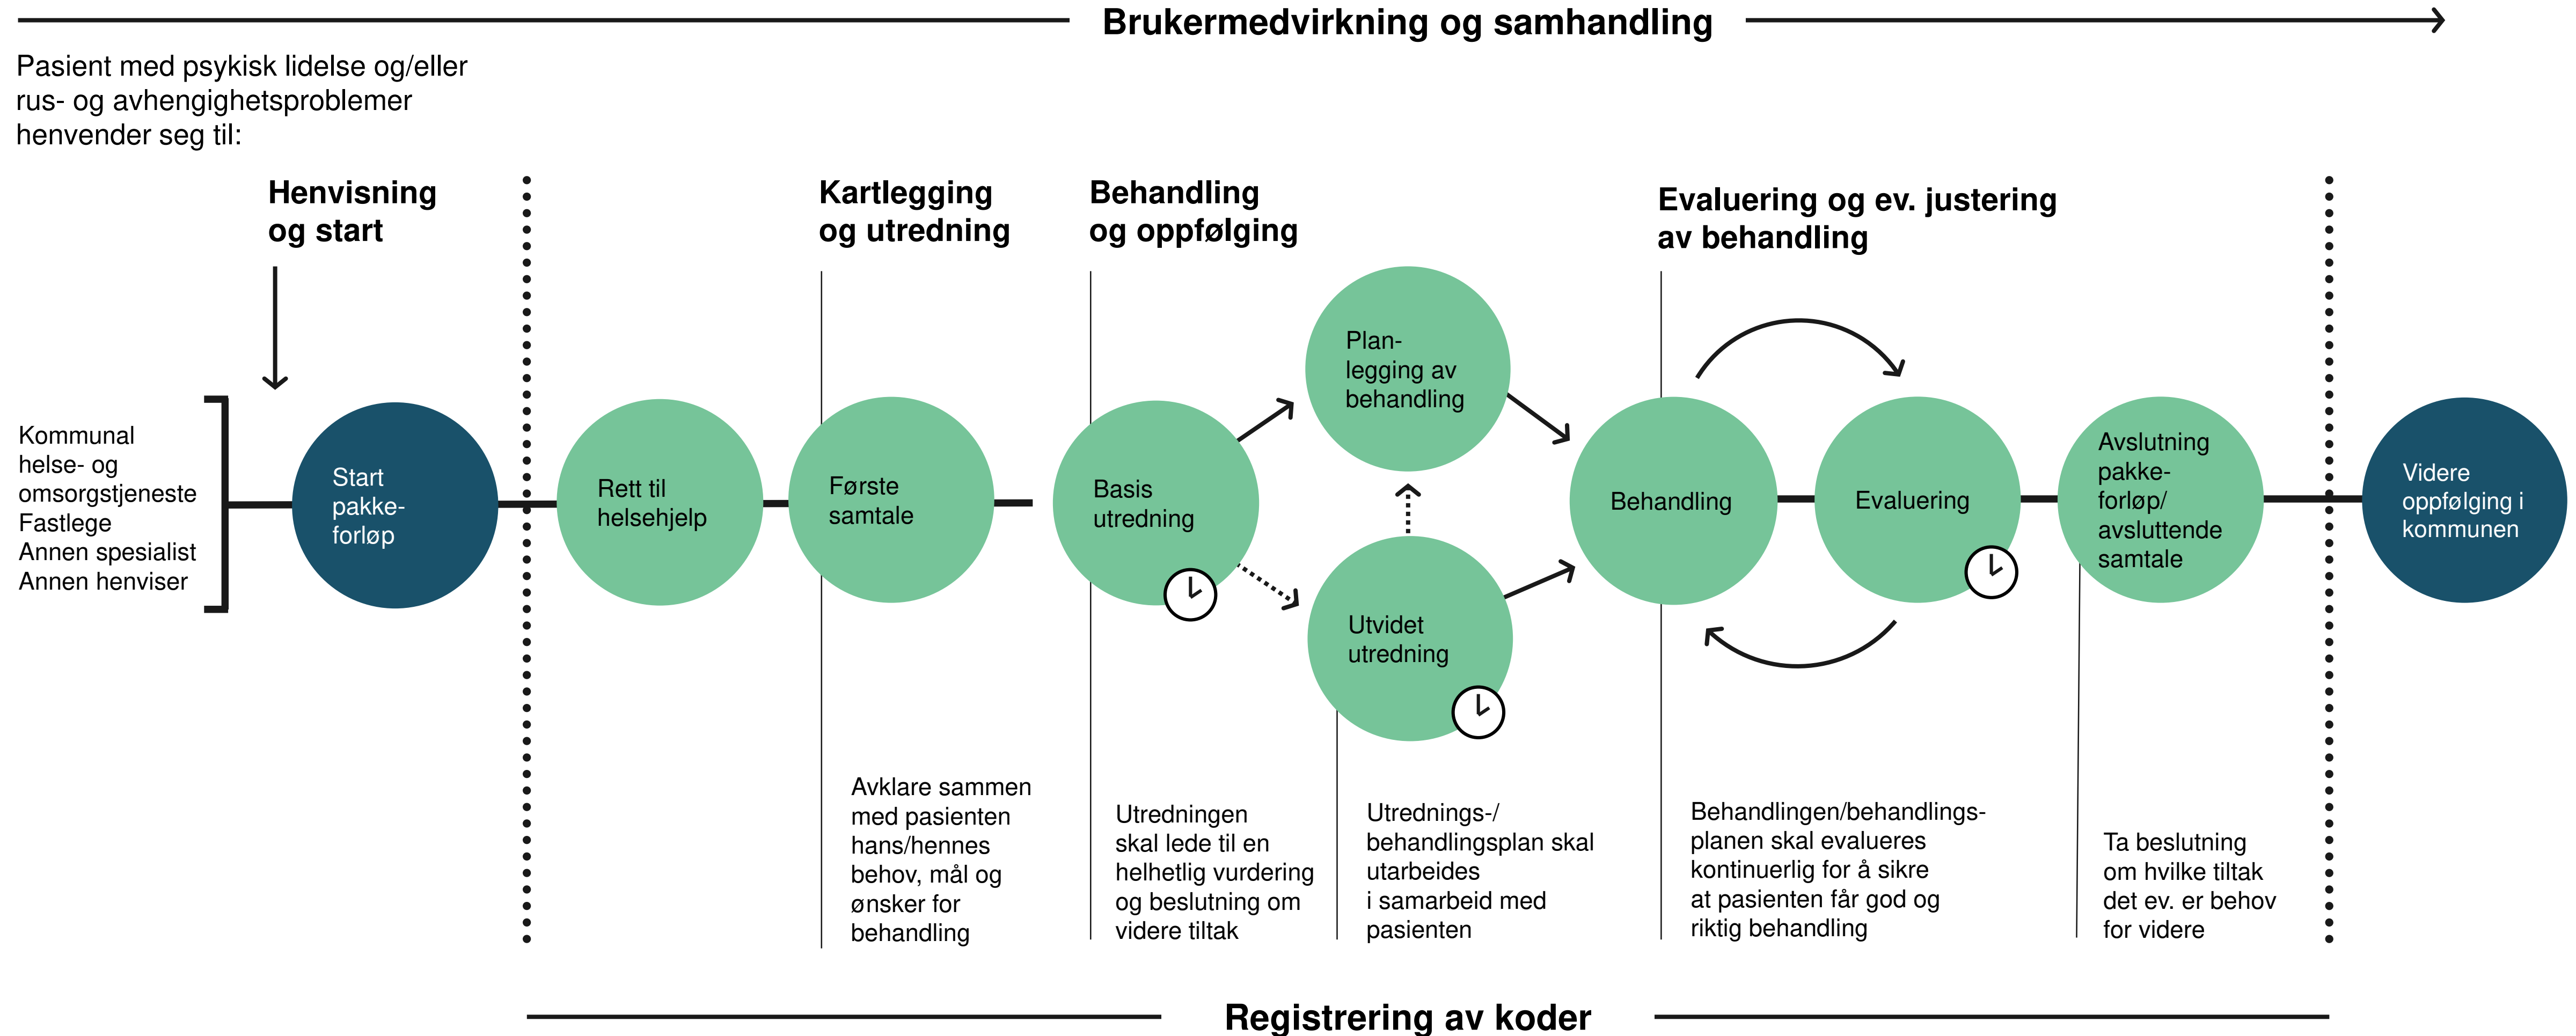 Brukermedvirkning og samhandling
Pasient med psykisk lidelse og/eller
rus- og avhengighetsproblemer
henvender seg til:
Henvisning
og start
Kartlegging
og utredning
Behandling
og oppfølging
Evaluering og ev. justering
av behandling
Kommunal
helse- og
omsorgstjeneste
Fastlege
Annen spesialist
Annen henviser
Start
pakke-
forløp
Rett til
helsehjelp
Første
samtale
Basis
utredning
Plan-
legging av
behandling
Utvidet
utredning
Behandling
Evaluering
Avslutning
pakke-
forløp/
avsluttende
samtale
Videre
oppfølging i
kommunen
Avklare sammen
med pasienten
hans/hennes
behov, mål og
ønsker for
behandling
Utredningen
skal lede til en
helhetlig vurdering
og beslutning om
videre tiltak
Utrednings-/
behandlingsplan skal
utarbeides
i samarbeid med
pasienten
Behandlingen/behandlings-
planen skal evalueres
kontinuerlig for å sikre
at pasienten får god og
riktig behandling
Ta beslutning
om hvilke tiltak
det ev. er behov
for videre
Registrering av koder